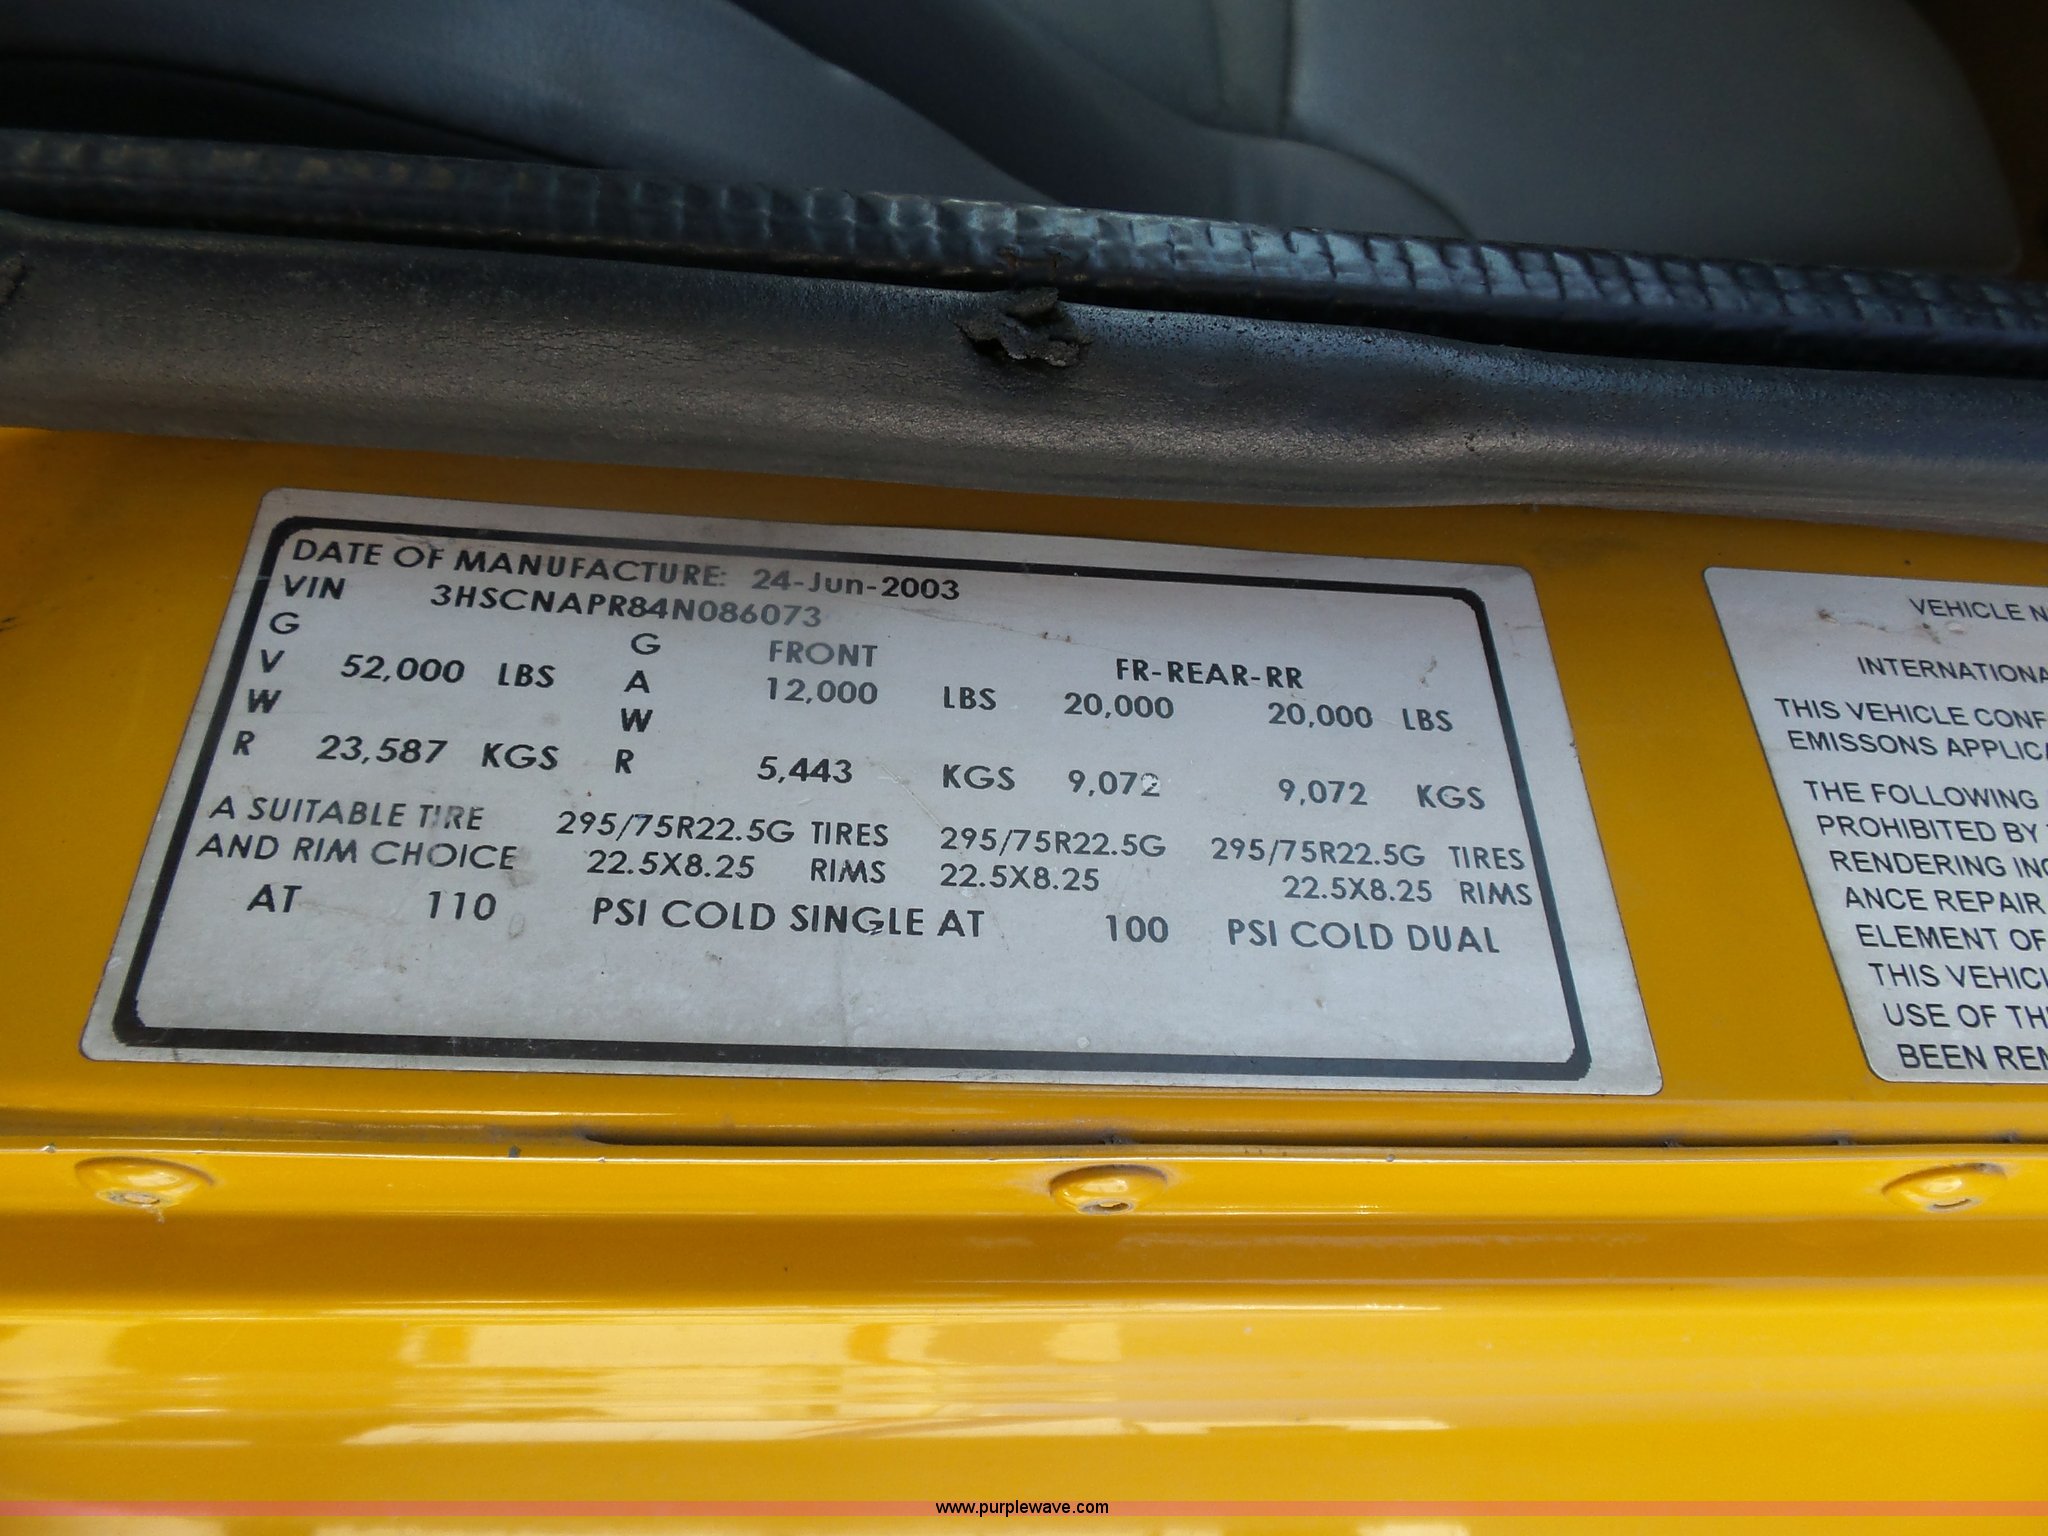 DATE OF MANUFACTURE: 24-Jun-2003
VIN 3HSCNAPR84N086073
G G FRONT FR-REAR-RR
V 52,000 LBS A 12,000 LBS 20,000 20,000 LBS
W W
R 23,587 KGS R 5,443 KGS 9,072 9,072 KGS
A SUITABLE TIRE 295/75R22.5G TIRES 295/75R22.5G 295/75R22.5G TIRES
AND RIM CHOICE 22.5X8.25 RIMS 22.5X8.25 22.5X8.25 RIMS
AT 110 PSI COLD SINGLE AT 100 PSI COLD DUAL
VEHICLE N
INTERNATIONA
THIS VEHICLE CONF
EMISSONS APPLICA
THE FOLLOWING
PROHIBITED BY
RENDERING INO
ANCE REPAIR
ELEMENT OF
THIS VEHIC
USE OF TH
BEEN REN
www.purplewave.com